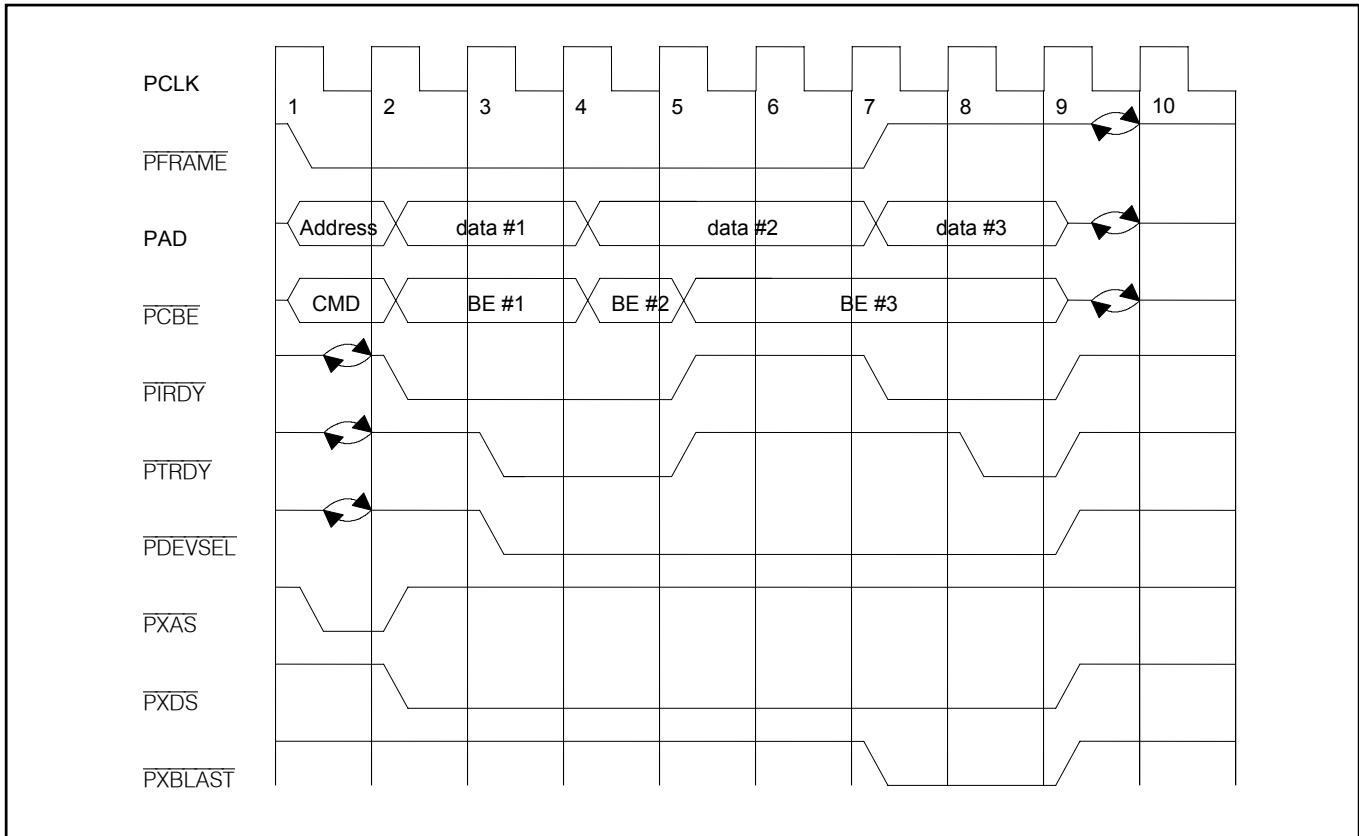 PCLK
1 2 3 4 5 6 7 8 9 10
PFRAME
PAD
Address data #1 data #2 data #3
PCBE
CMD BE #1 BE #2 BE #3
PIRDY
PTRDY
PDEVSEL
PXAS
PXDS
PXBLAST